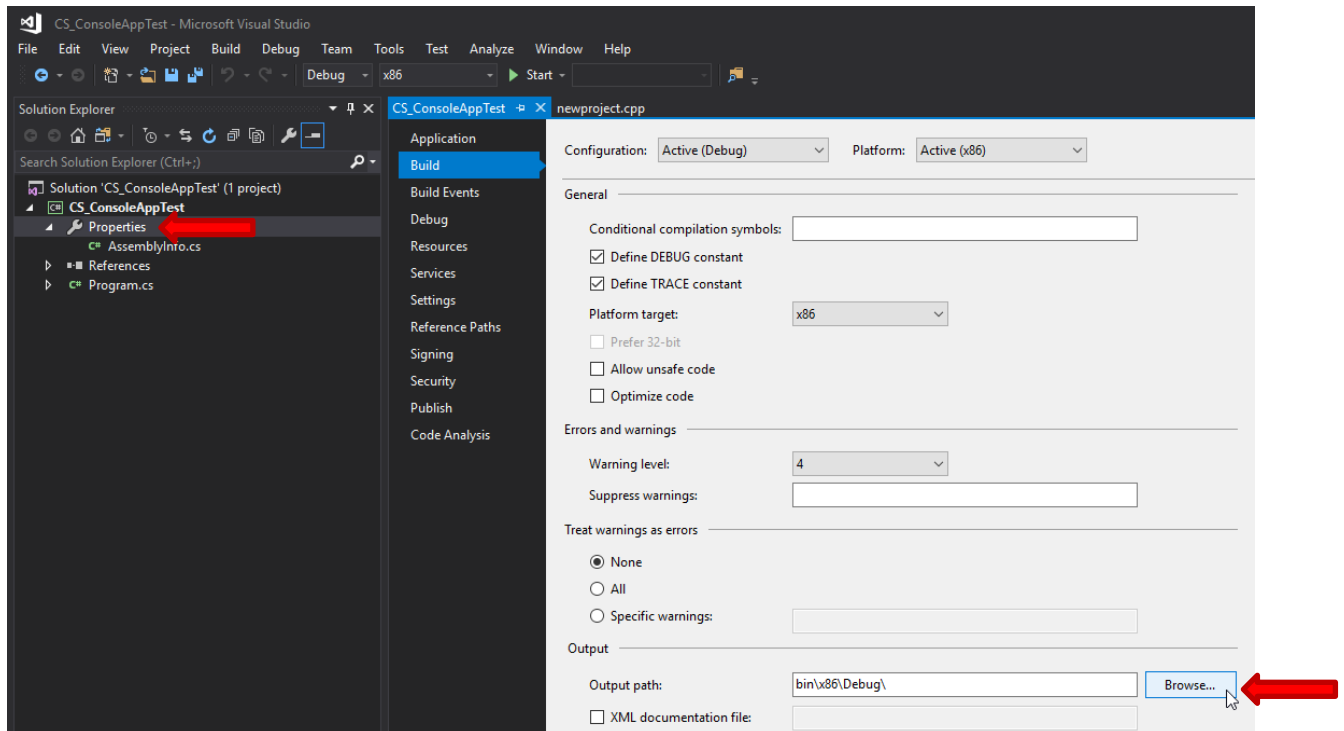 CS_ConsoleAppTest - Microsoft Visual Studio
File Edit View Project Build Debug Team Tools Test Analyze Window Help
Debug x86 Start
Solution Explorer
Search Solution Explorer (Ctrl+;)
Solution 'CS_ConsoleAppTest' (1 project)
C# CS_ConsoleAppTest
Properties
C# AssemblyInfo.cs
References
C# Program.cs
CS_ConsoleAppTest newproject.cpp
Application
Build
Build Events
Debug
Resources
Services
Settings
Reference Paths
Signing
Security
Publish
Code Analysis
Configuration: Active (Debug) Platform: Active (x86)
General
Conditional compilation symbols:
Define DEBUG constant
Define TRACE constant
Platform target: x86
Prefer 32-bit
Allow unsafe code
Optimize code
Errors and warnings
Warning level: 4
Suppress warnings:
Treat warnings as errors
None
All
Specific warnings:
Output
Output path: bin\x86\Debug\ Browse...
XML documentation file: